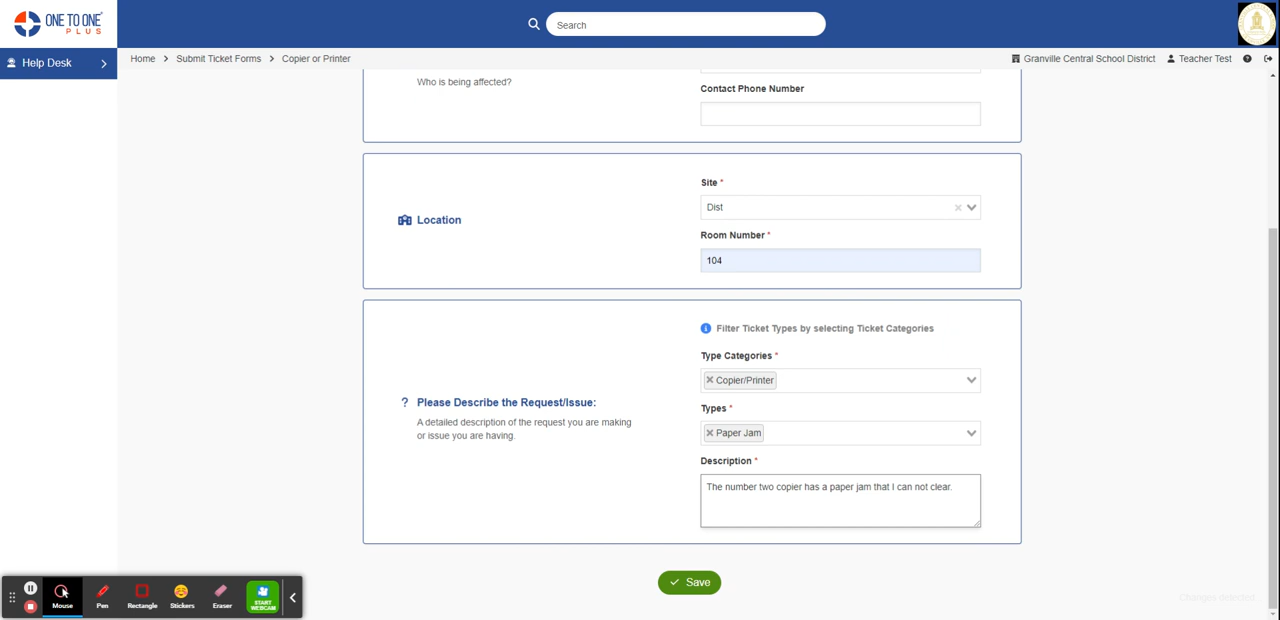 ONE TO ONE®
PLUS
Search
Help Desk
Home > Submit Ticket Forms > Copier or Printer
Granville Central School District Teacher Test
Who is being affected?
Contact Phone Number
Site *
Dist
Location
Room Number *
104
Filter Ticket Types by selecting Ticket Categories
Type Categories *
Copier/Printer
? Please Describe the Request/Issue:
A detailed description of the request you are making
or issue you are having.
Types *
Paper Jam
Description *
The number two copier has a paper jam that I can not clear.
Save
Changes detected
Mouse
Pen
Rectangle
Stickers
Eraser
START
WEBCAM